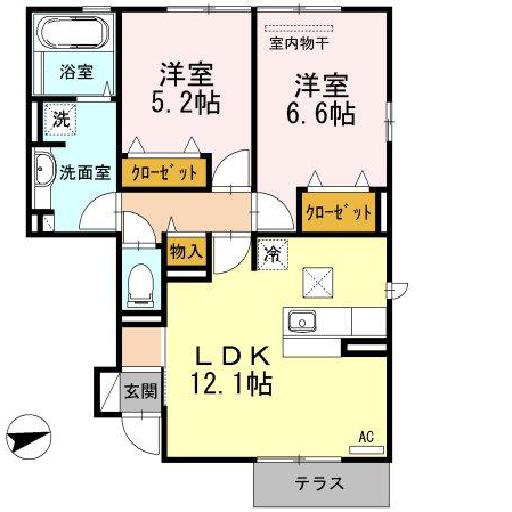 浴室
洋室
5.2帖
室内物干
洋室
6.6帖
洗
洗面室
クローゼット
クローゼット
物入
冷
LDK
12.1帖
玄関
AC
テラス